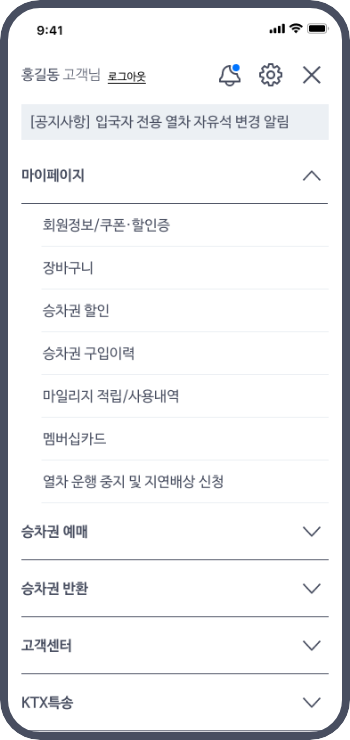 9:41
홍길동 고객님 로그아웃
[공지사항] 입국자 전용 열차 자유석 변경 알림
마이페이지
회원정보/쿠폰·할인증
장바구니
승차권 할인
승차권 구입이력
마일리지 적립/사용내역
멤버십카드
열차 운행 중지 및 지연배상 신청
승차권 예매
승차권 반환
고객센터
KTX특송